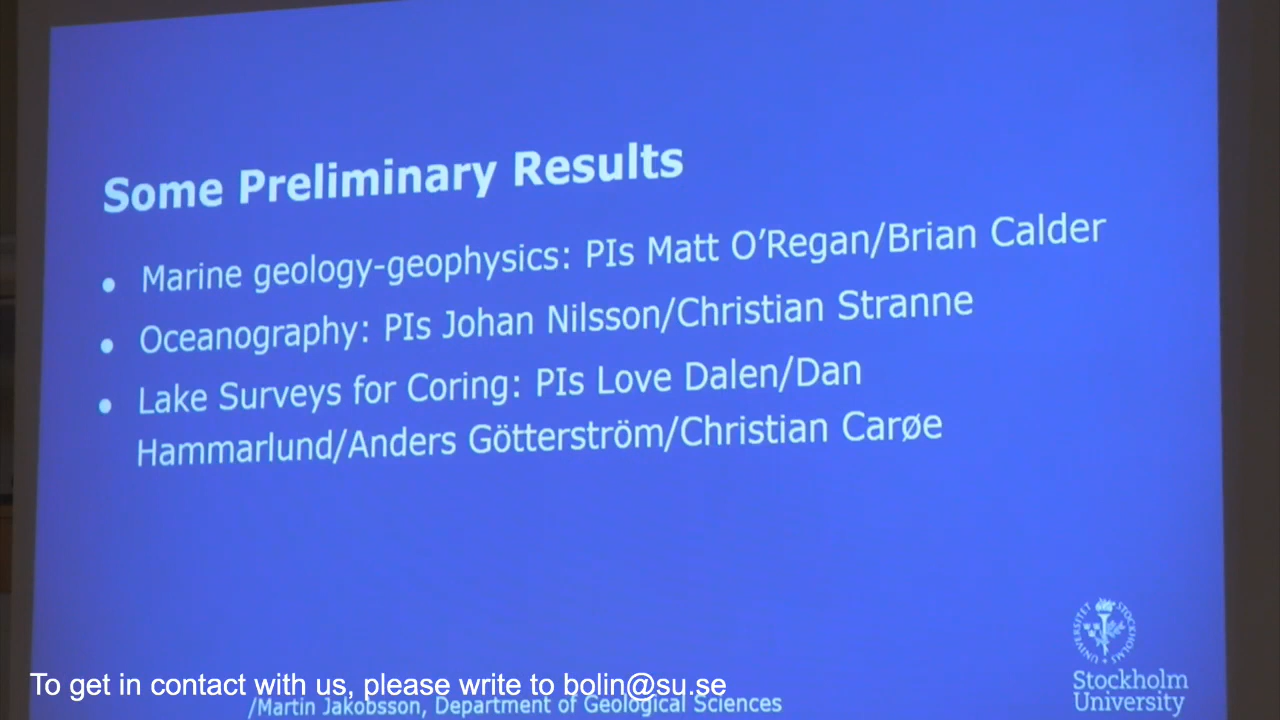 Some Preliminary Results
• Marine geology-geophysics: PIs Matt O'Regan/Brian Calder
• Oceanography: PIs Johan Nilsson/Christian Stranne
• Lake Surveys for Coring: PIs Love Dalen/Dan
Hammarlund/Anders Götterström/Christian Carøe
UNIVERSITET STOCKHOLMS
Stockholm
University
To get in contact with us, please write to bolin@su.se
/Martin Jakobsson, Department of Geological Sciences